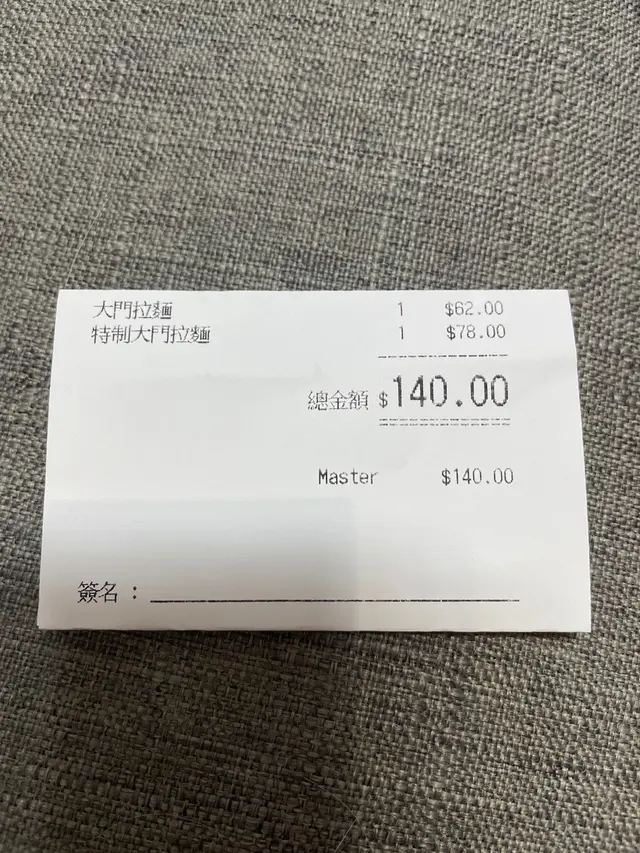 大門拉麵 1 $62.00
特制大門拉麵 1 $78.00
總金額 $140.00
Master $140.00
簽名：